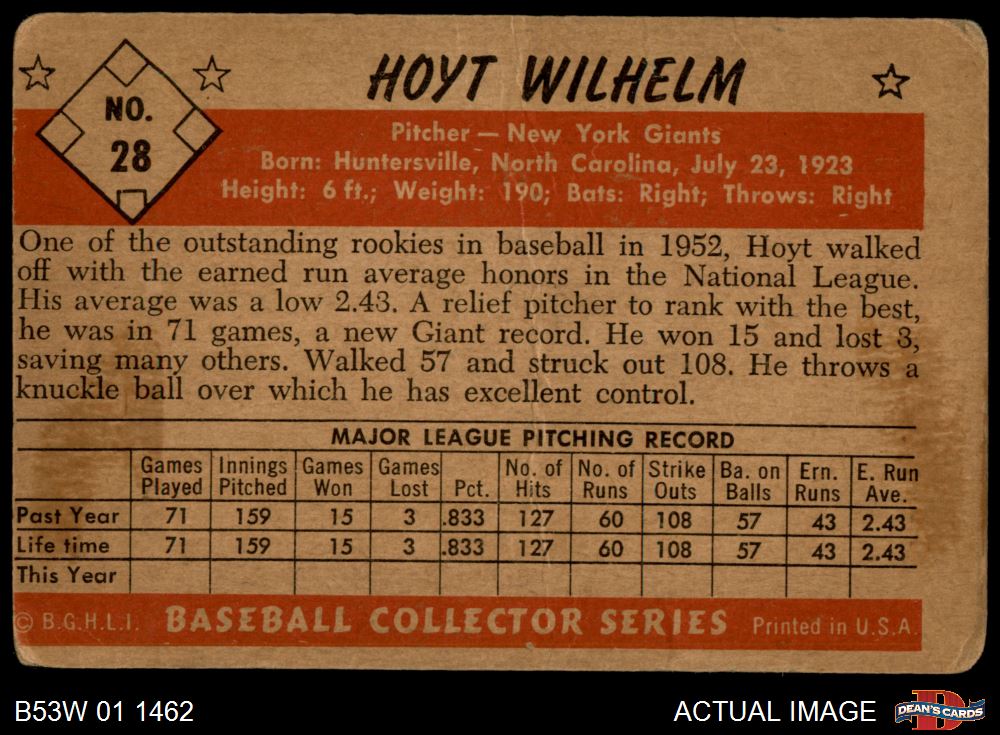 NO.
28
HOYT WILHELM
Pitcher — New York Giants
Born: Huntersville, North Carolina, July 23, 1923
Height: 6 ft.; Weight: 190; Bats: Right; Throws: Right
One of the outstanding rookies in baseball in 1952, Hoyt walked
off with the earned run average honors in the National League.
His average was a low 2.43. A relief pitcher to rank with the best,
he was in 71 games, a new Giant record. He won 15 and lost 3,
saving many others. Walked 57 and struck out 108. He throws a
knuckle ball over which he has excellent control.
MAJOR LEAGUE PITCHING RECORD
Games Innings Games Games No. of No. of Strike Ba. on Ern. E. Run
Played Pitched Won Lost Pct. Hits Runs Outs Balls Runs Ave.
Past Year 71 159 15 3 .833 127 60 108 57 43 2.43
Life time 71 159 15 3 .833 127 60 108 57 43 2.43
This Year
© B.G.H.L.I. BASEBALL COLLECTOR SERIES Printed in U.S.A.
B53W 01 1462 ACTUAL IMAGE DEAN'S CARDS